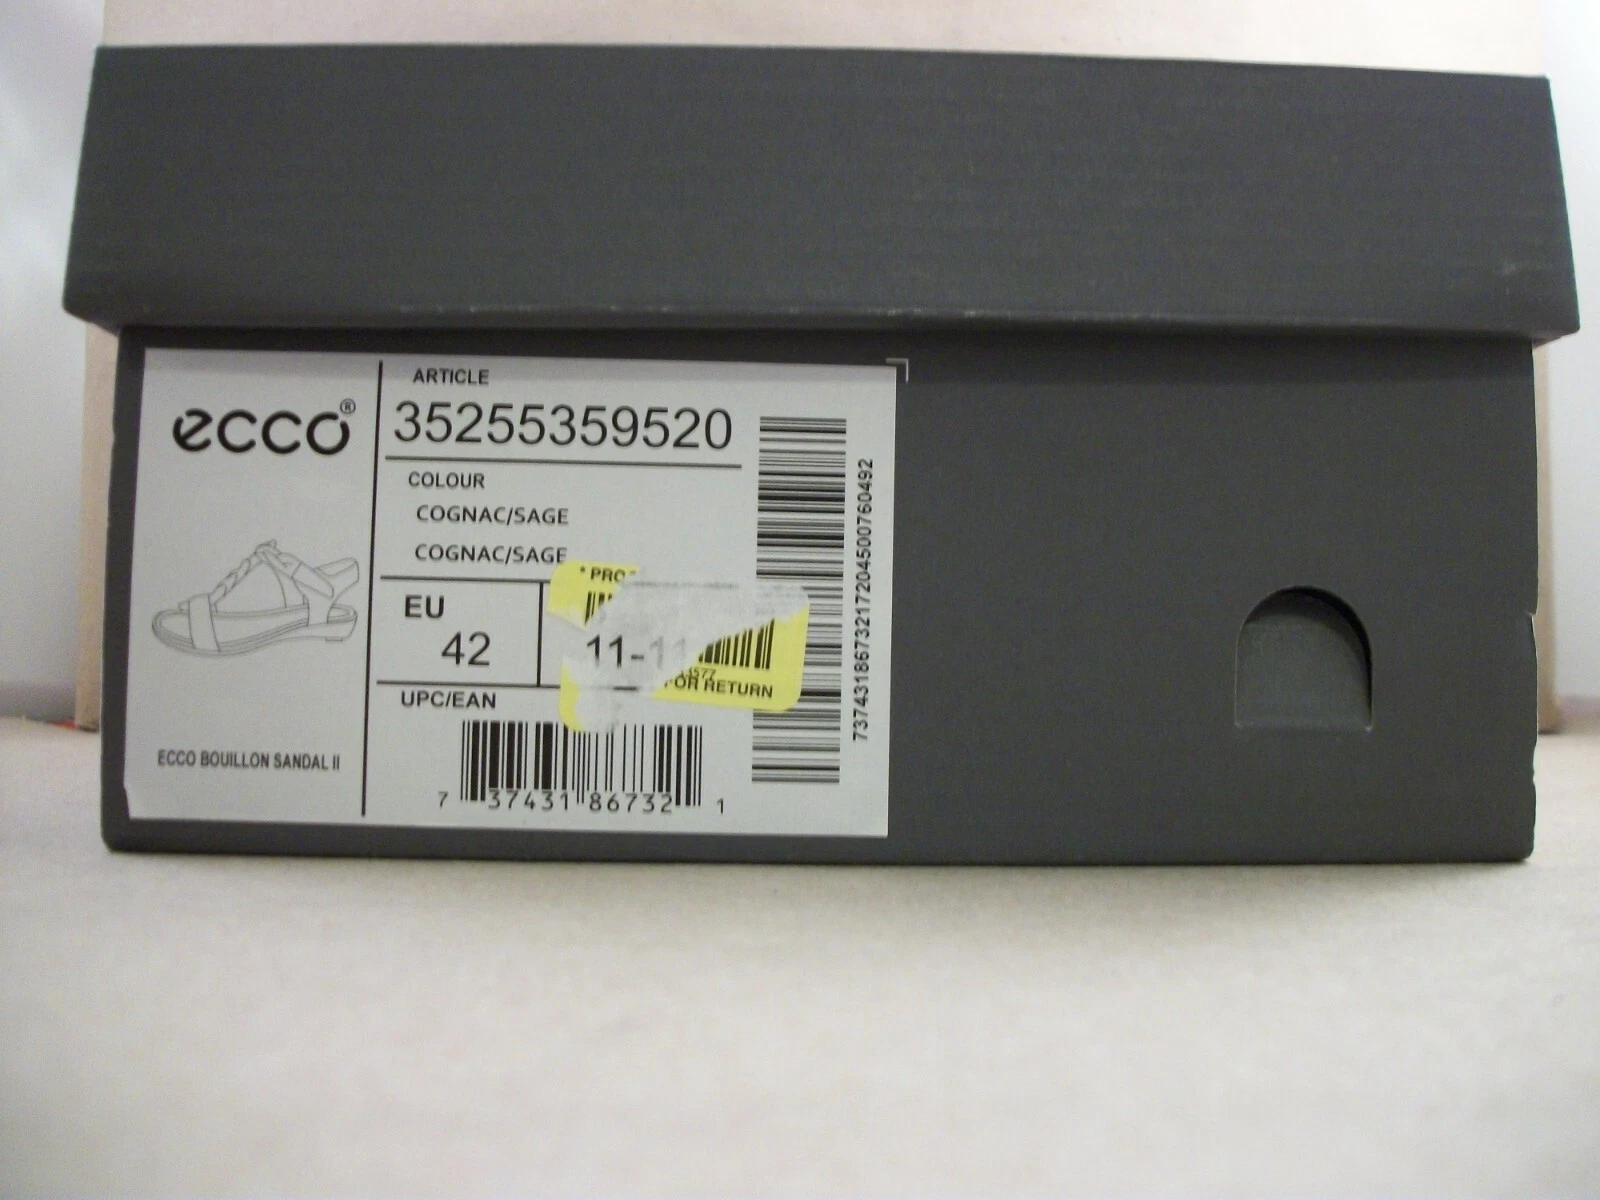 ecco®
ECCO BOUILLON SANDAL II
ARTICLE
35255359520
COLOUR
COGNAC/SAGE
COGNAC/SAGE
EU
42
11-11
FOR RETURN
UPC/EAN
7 37431 86732 1
7374318673217204500760492